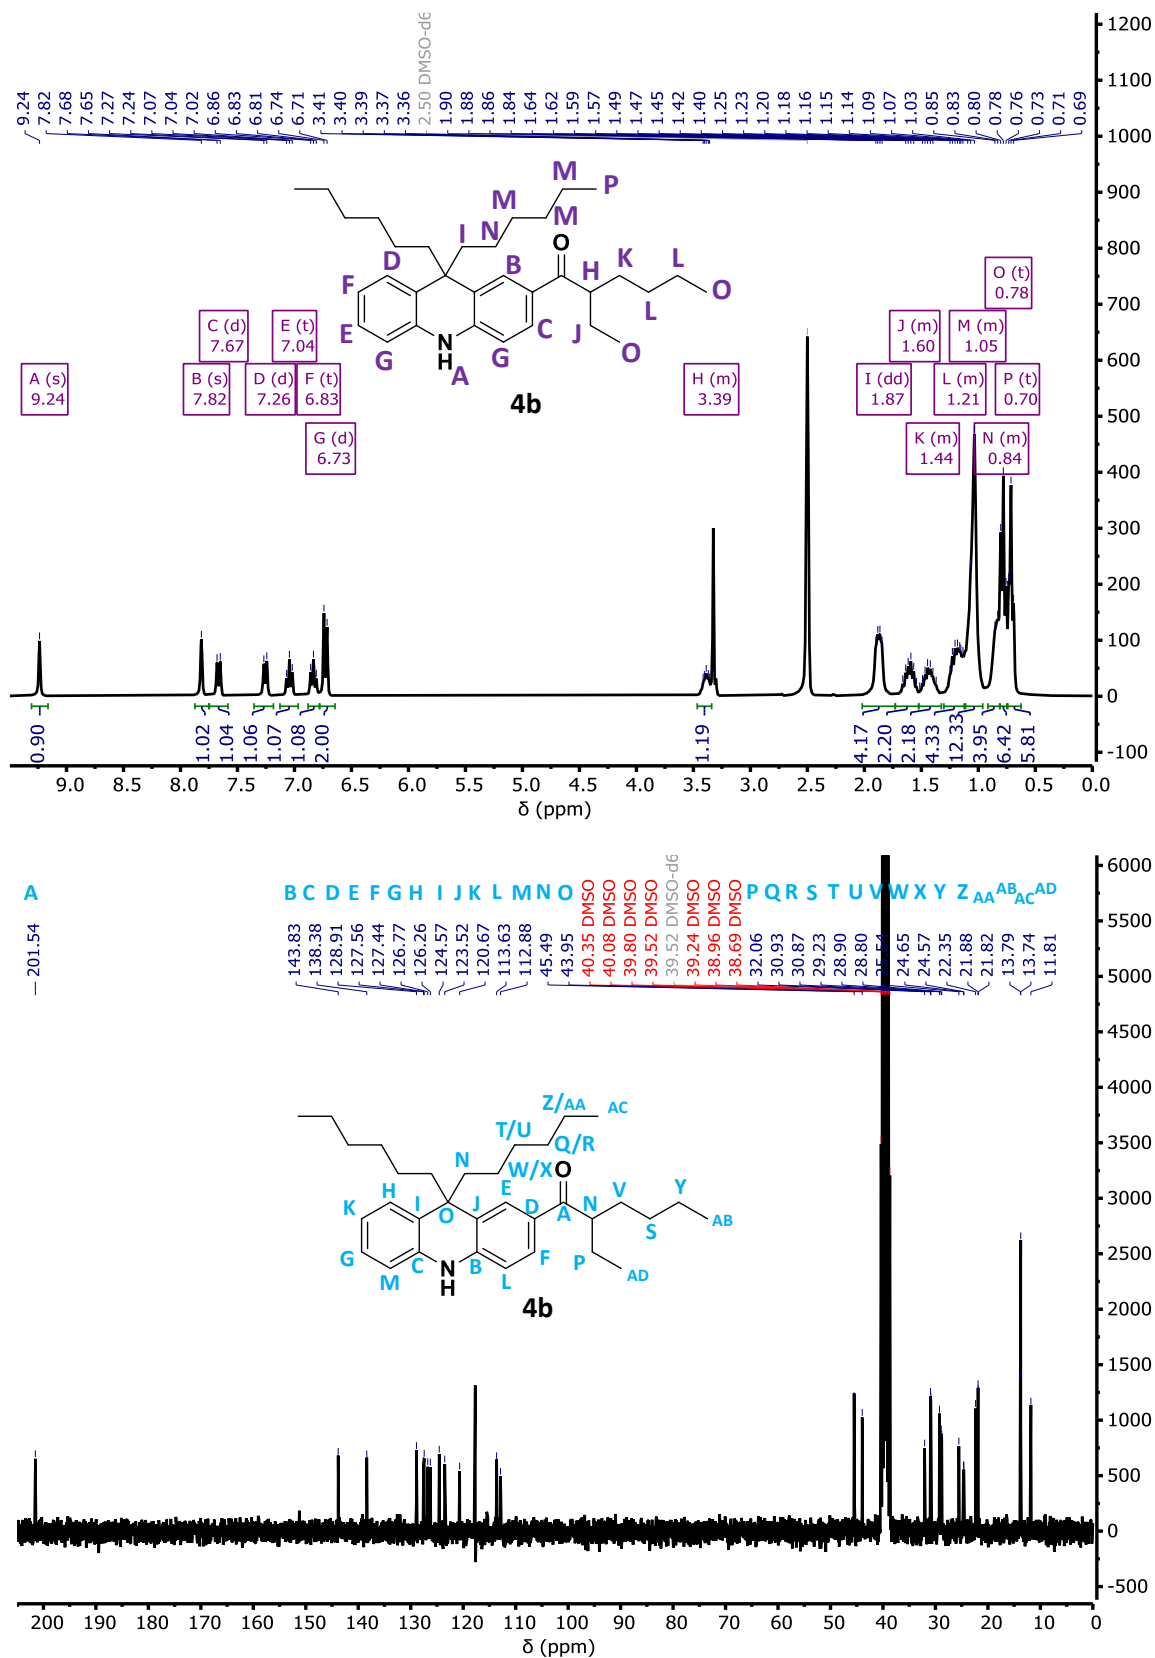 9.24 7.82 7.68 7.65 7.27 7.24 7.07 7.04 7.02 6.86 6.83 6.81 6.74 6.71 3.41 3.40 3.39 3.37 3.36 2.50 DMSO-d6 1.90 1.88 1.86 1.84 1.64 1.62 1.59 1.57 1.49 1.47 1.45 1.42 1.40 1.25 1.23 1.20 1.18 1.16 1.15 1.14 1.09 1.07 1.03 0.85 0.83 0.80 0.78 0.76 0.73 0.71 0.69
1200
1100
1000
900
800
700
600
500
400
300
200
100
0
-100
M
M P
M
I N
O
D B H K L
F
O
E C L
G N G J O
H
A
4b
A (s)
9.24
B (s)
7.82
C (d)
7.67
D (d)
7.26
E (t)
7.04
F (t)
6.83
G (d)
6.73
H (m)
3.39
I (dd)
1.87
J (m)
1.60
K (m)
1.44
L (m)
1.21
M (m)
1.05
N (m)
0.84
O (t)
0.78
P (t)
0.70
0.90 1.02 1.04 1.06 1.07 1.08 2.00 1.19 4.17 2.20 2.18 4.33 12.33 3.95 6.42 5.81
9.0 8.5 8.0 7.5 7.0 6.5 6.0 5.5 5.0 4.5 4.0 3.5 3.0 2.5 2.0 1.5 1.0 0.5 0.0
δ (ppm)
A B C D E F G H I J K L M N O P Q R S T U V W X Y Z AA AB AC AD
201.54 143.83 138.38 128.91 127.56 127.44 126.77 126.26 124.57 123.52 120.67 113.63 112.88 45.49 43.95 40.35 DMSO 40.08 DMSO 39.80 DMSO 39.52 DMSO 39.52 DMSO-d6 39.24 DMSO 38.96 DMSO 38.69 DMSO 32.06 30.93 30.87 29.23 28.90 28.80 24.65 24.57 22.35 21.88 21.82 13.79 13.74 11.81
6000
5500
5000
4500
4000
3500
3000
2500
2000
1500
1000
500
0
-500
Z/AA AC
T/U
Q/R
N W/X O
H E V Y
K I J D N
O A AB
S
G F P
C N B
M H L AD
4b
200 190 180 170 160 150 140 130 120 110 100 90 80 70 60 50 40 30 20 10 0
δ (ppm)